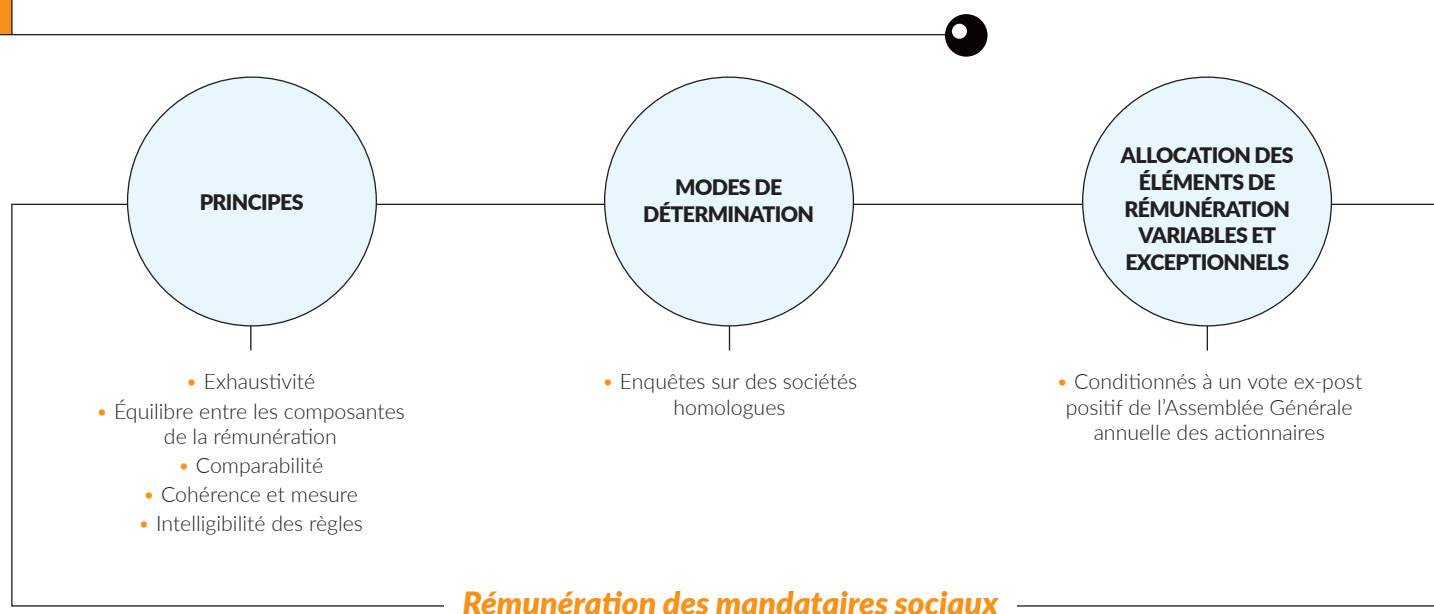 PRINCIPES
• Exhaustivité
• Équilibre entre les composantes
de la rémunération
• Comparabilité
• Cohérence et mesure
• Intelligibilité des règles
MODES DE
DÉTERMINATION
• Enquêtes sur des sociétés
homologues
ALLOCATION DES
ÉLÉMENTS DE
RÉMUNÉRATION
VARIABLES ET
EXCEPTIONNELS
• Conditionnés à un vote ex-post
positif de l’Assemblée Générale
annuelle des actionnaires
Rémunération des mandataires sociaux